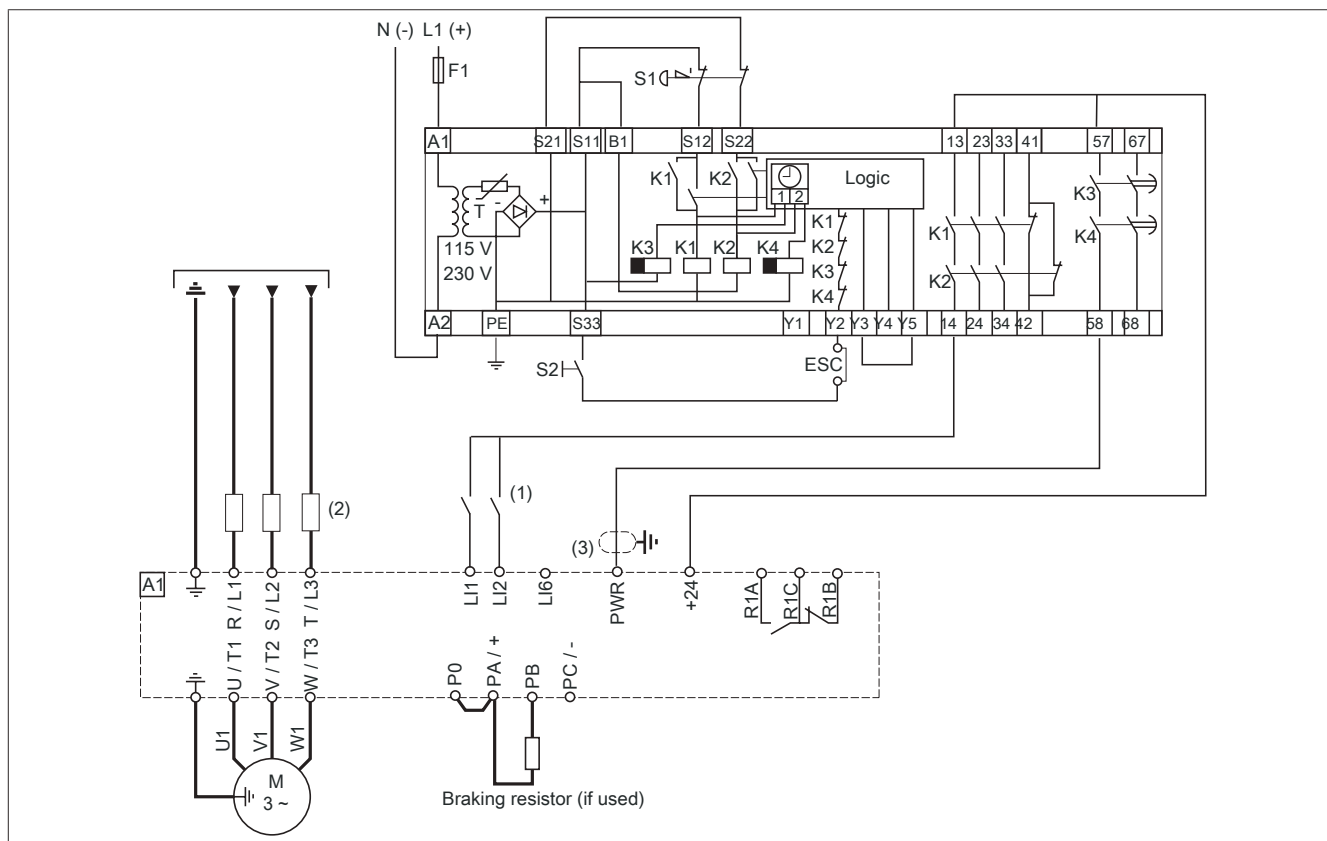 N (-) L1 (+)
F1
S1
A1 S21 S11 B1 S12 S22 13 23 33 41 57 67
K1 K2 Logic
1 2
T - +
115 V
230 V
K3 K1 K2 K4
K1
K2
K3
K4
K1
K2
K3
K4
A2 PE S33 Y1 Y2 Y3 Y4 Y5 14 24 34 42 58 68
S2
ESC
(1)
(2)
(3)
A1
R / L1
S / L2
T / L3
LI1
LI2
LI6
PWR
+24
R1A
R1C
R1B
U / T1
V / T2
W / T3
P0
PA / +
PB
PC / -
U1
V1
W1
M
3 ~
Braking resistor (if used)